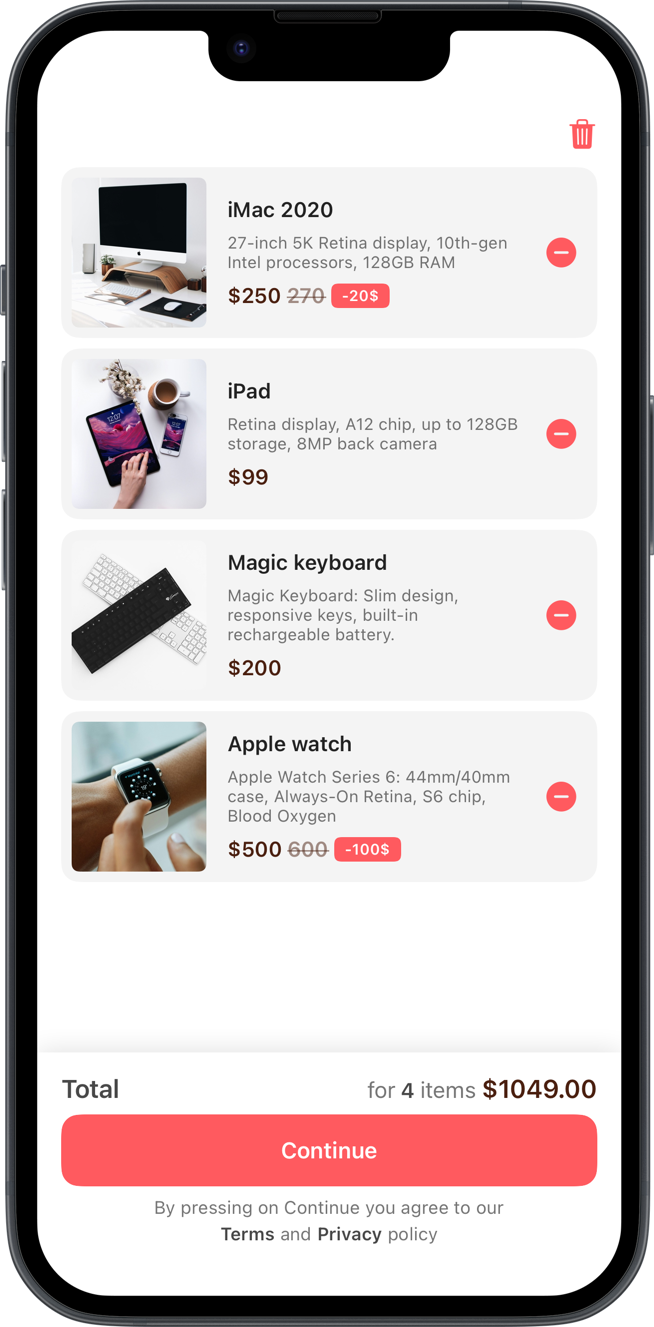 iMac 2020
27-inch 5K Retina display, 10th-gen
Intel processors, 128GB RAM
$250 270 -20$
iPad
Retina display, A12 chip, up to 128GB
storage, 8MP back camera
$99
Magic keyboard
Magic Keyboard: Slim design,
responsive keys, built-in
rechargeable battery.
$200
Apple watch
Apple Watch Series 6: 44mm/40mm
case, Always-On Retina, S6 chip,
Blood Oxygen
$500 600 -100$
Total for 4 items $1049.00
Continue
By pressing on Continue you agree to our
Terms and Privacy policy